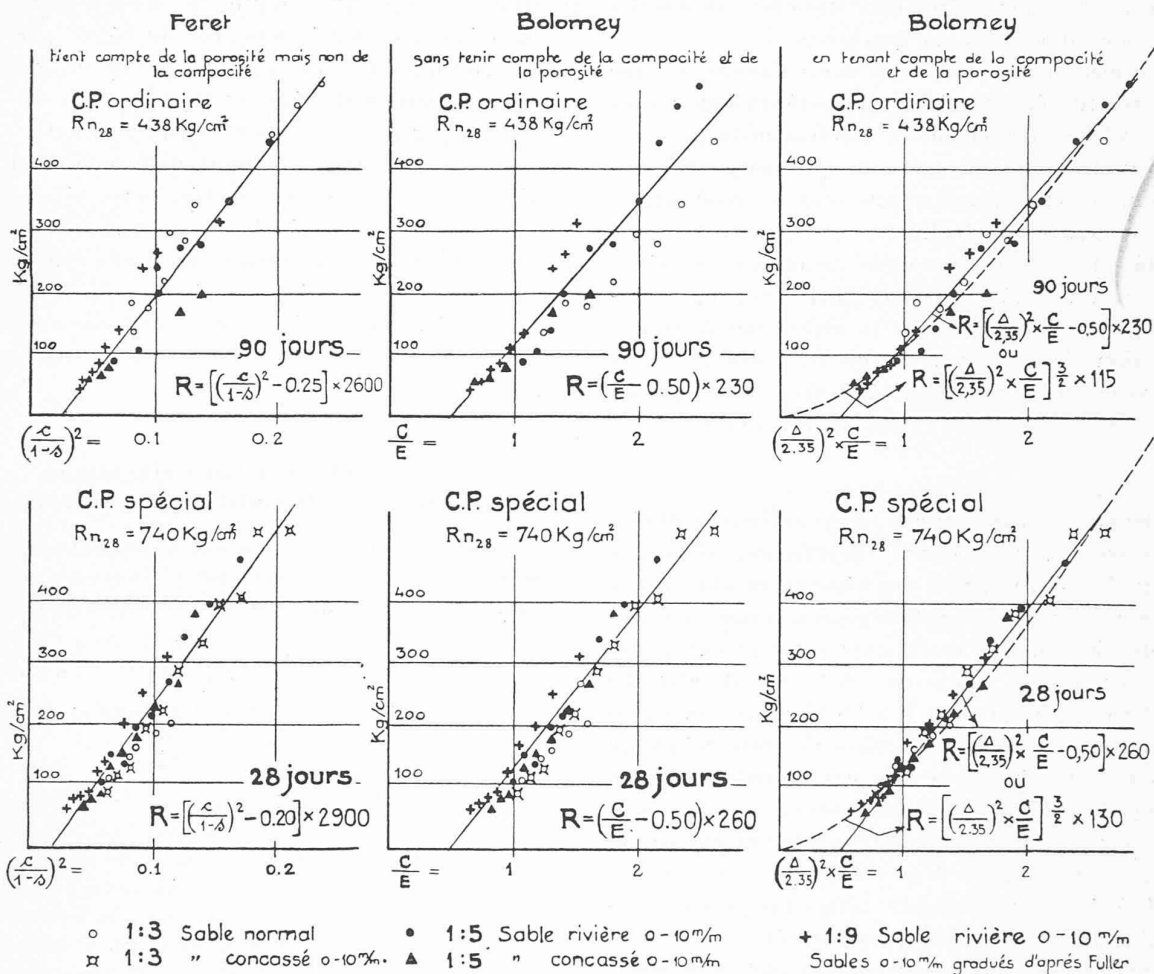 Feret
tient compte de la porosité mais non de
la compacité
C.P. ordinaire
Rn28 = 438 Kg/cm²
400
300
200
100
Kg/cm²
90 jours
R=[(c/1-s)² - 0.25] × 2600
(c/1-s)² =
0.1
0.2
Bolomey
sans tenir compte de la compacité et de
la porosité
C.P. ordinaire
Rn28 = 438 Kg/cm²
400
300
200
100
Kg/cm²
90 jours
R=(C/E - 0.50) × 230
C/E =
1
2
Bolomey
en tenant compte de la compacité
et de la porosité
C.P. ordinaire
Rn28 = 438 Kg/cm²
400
300
200
100
Kg/cm²
90 jours
R=[(Δ/2,35)² × C/E - 0,50] × 230
ou
R=[(Δ/2,35)² × C/E] 3/2 × 115
(Δ/2.35)² × C/E =
1
2
C.P. spécial
Rn28 = 740 Kg/cm²
400
300
200
100
Kg/cm²
28 jours
R=[(c/1-s)² - 0.20] × 2900
(c/1-s)² =
0.1
0.2
C.P. spécial
Rn28 = 740 Kg/cm²
400
300
200
100
Kg/cm²
28 jours
R=(C/E - 0.50) × 260
C/E =
1
2
C.P. spécial
Rn28 = 740 Kg/cm²
400
300
200
100
Kg/cm²
28 jours
R=[(Δ/2,35)² × C/E - 0,50] × 260
ou
R=[(Δ/2.35)² × C/E] 3/2 × 130
(Δ/2.35)² × C/E =
1
2
1:3 Sable normal
1:3 " concassé 0-10 m/m.
1:5 Sable rivière 0-10 m/m
1:5 " concassé 0-10 m/m
1:9 Sable rivière 0-10 m/m
Sables 0-10 m/m gradués d'après Fuller